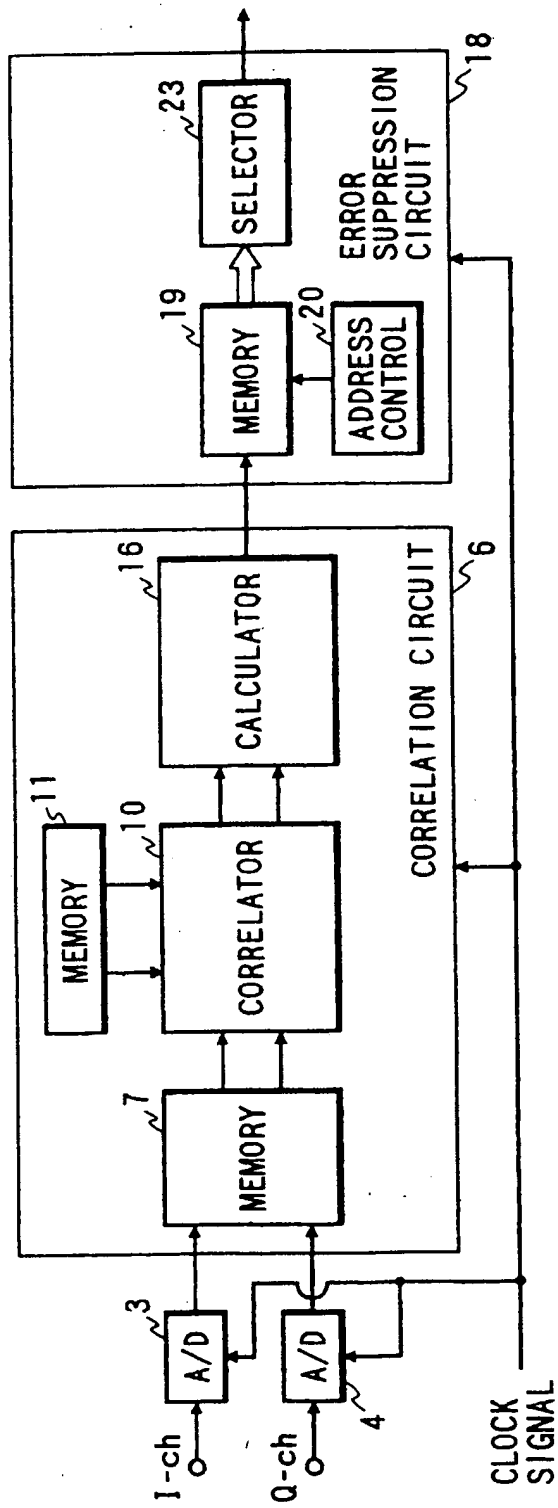 I-ch
3
A/D
Q-ch
A/D
4
CLOCK
SIGNAL
7
MEMORY
11
MEMORY
10
CORRELATOR
16
CALCULATOR
CORRELATION CIRCUIT
6
19
MEMORY
20
ADDRESS
CONTROL
23
SELECTOR
ERROR
SUPPRESSION
CIRCUIT
18